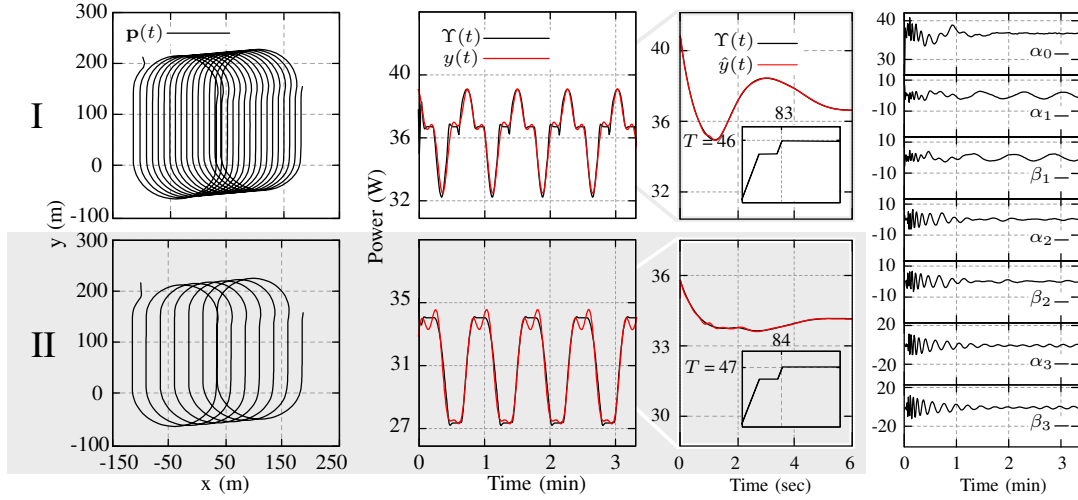 I
II
y (m)
300
200
100
0
-100
p(t)
300
200
100
0
-100
-150
-50
50
150
250
x (m)
Power (W)
39
36
32
Υ(t)
y(t)
35
31
27
0
1
2
3
Time (min)
40
36
32
Υ(t)
ŷ(t)
83
T = 46
36
33
30
84
T = 47
0
2
4
6
Time (sec)
40
30
α0
10
-10
α1
10
-10
β1
10
-10
α2
10
-10
β2
20
-20
α3
20
-20
β3
0
1
2
3
Time (min)